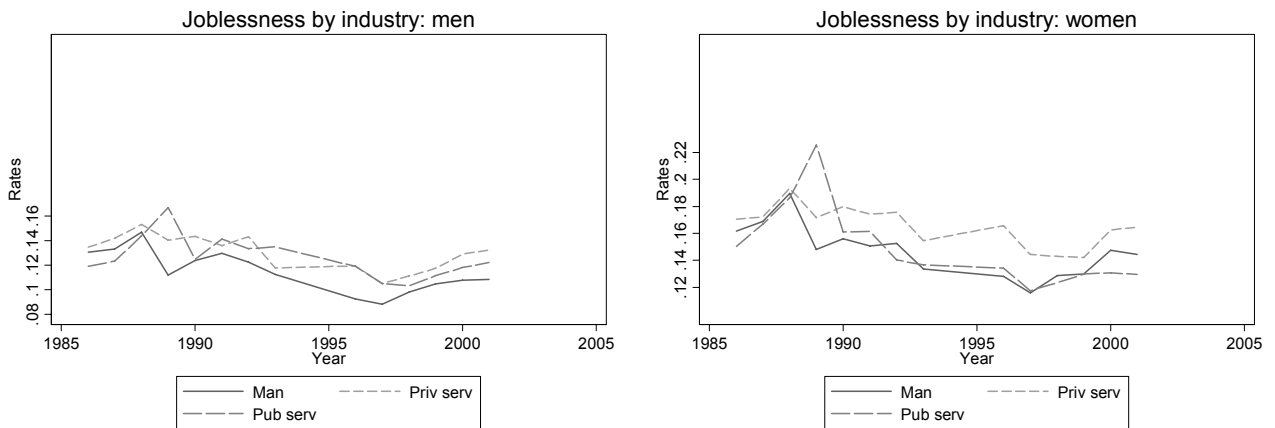 Joblessness by industry: men
Rates
.08 .1 .12 .14 .16
1985 1990 1995 2000 2005
Year
Man Priv serv
Pub serv
Joblessness by industry: women
Rates
.12 .14 .16 .18 .2 .22
1985 1990 1995 2000 2005
Year
Man Priv serv
Pub serv